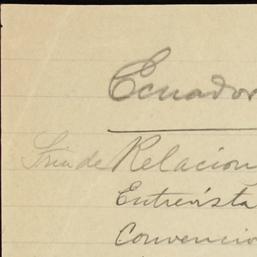 Ecuador
Sria de Relacion
Entrevista
Convencio